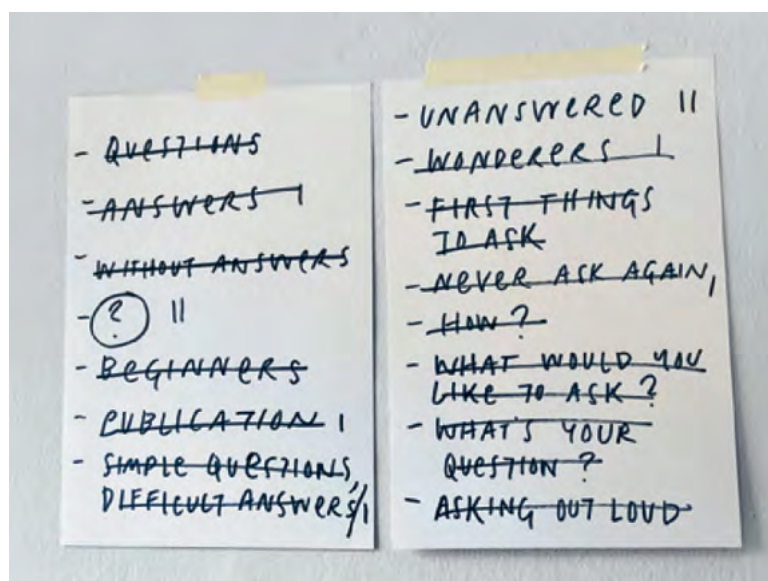 - QUESTIONS
- ANSWERS I
- WITHOUT ANSWERS
- ? II
- BEGINNERS
- PUBLICATION I
- SIMPLE QUESTIONS,
DIFFICULT ANSWERS/I
- UNANSWERED II
- WONDERERS I
- FIRST THINGS
TO ASK
- NEVER ASK AGAIN I
- HOW?
- WHAT WOULD YOU
LIKE TO ASK?
- WHAT'S YOUR
QUESTION?
- ASKING OUT LOUD